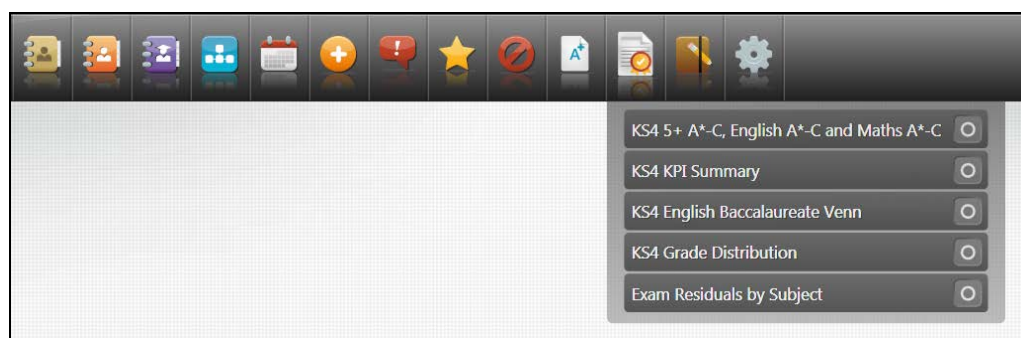 A+
KS4 5+ A*-C, English A*-C and Maths A*-C
KS4 KPI Summary
KS4 English Baccalaureate Venn
KS4 Grade Distribution
Exam Residuals by Subject